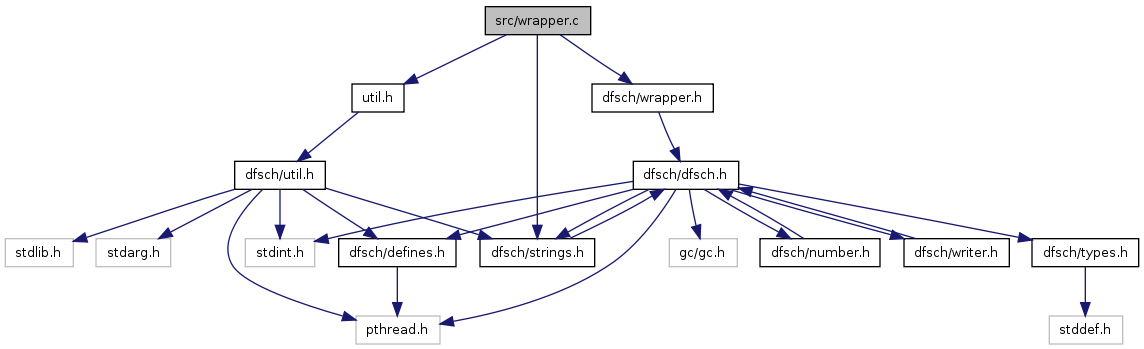 src/wrapper.c
util.h
dfsch/wrapper.h
dfsch/util.h
dfsch/dfsch.h
stdlib.h
stdarg.h
stdint.h
dfsch/defines.h
dfsch/strings.h
gc/gc.h
dfsch/number.h
dfsch/writer.h
dfsch/types.h
pthread.h
stddef.h